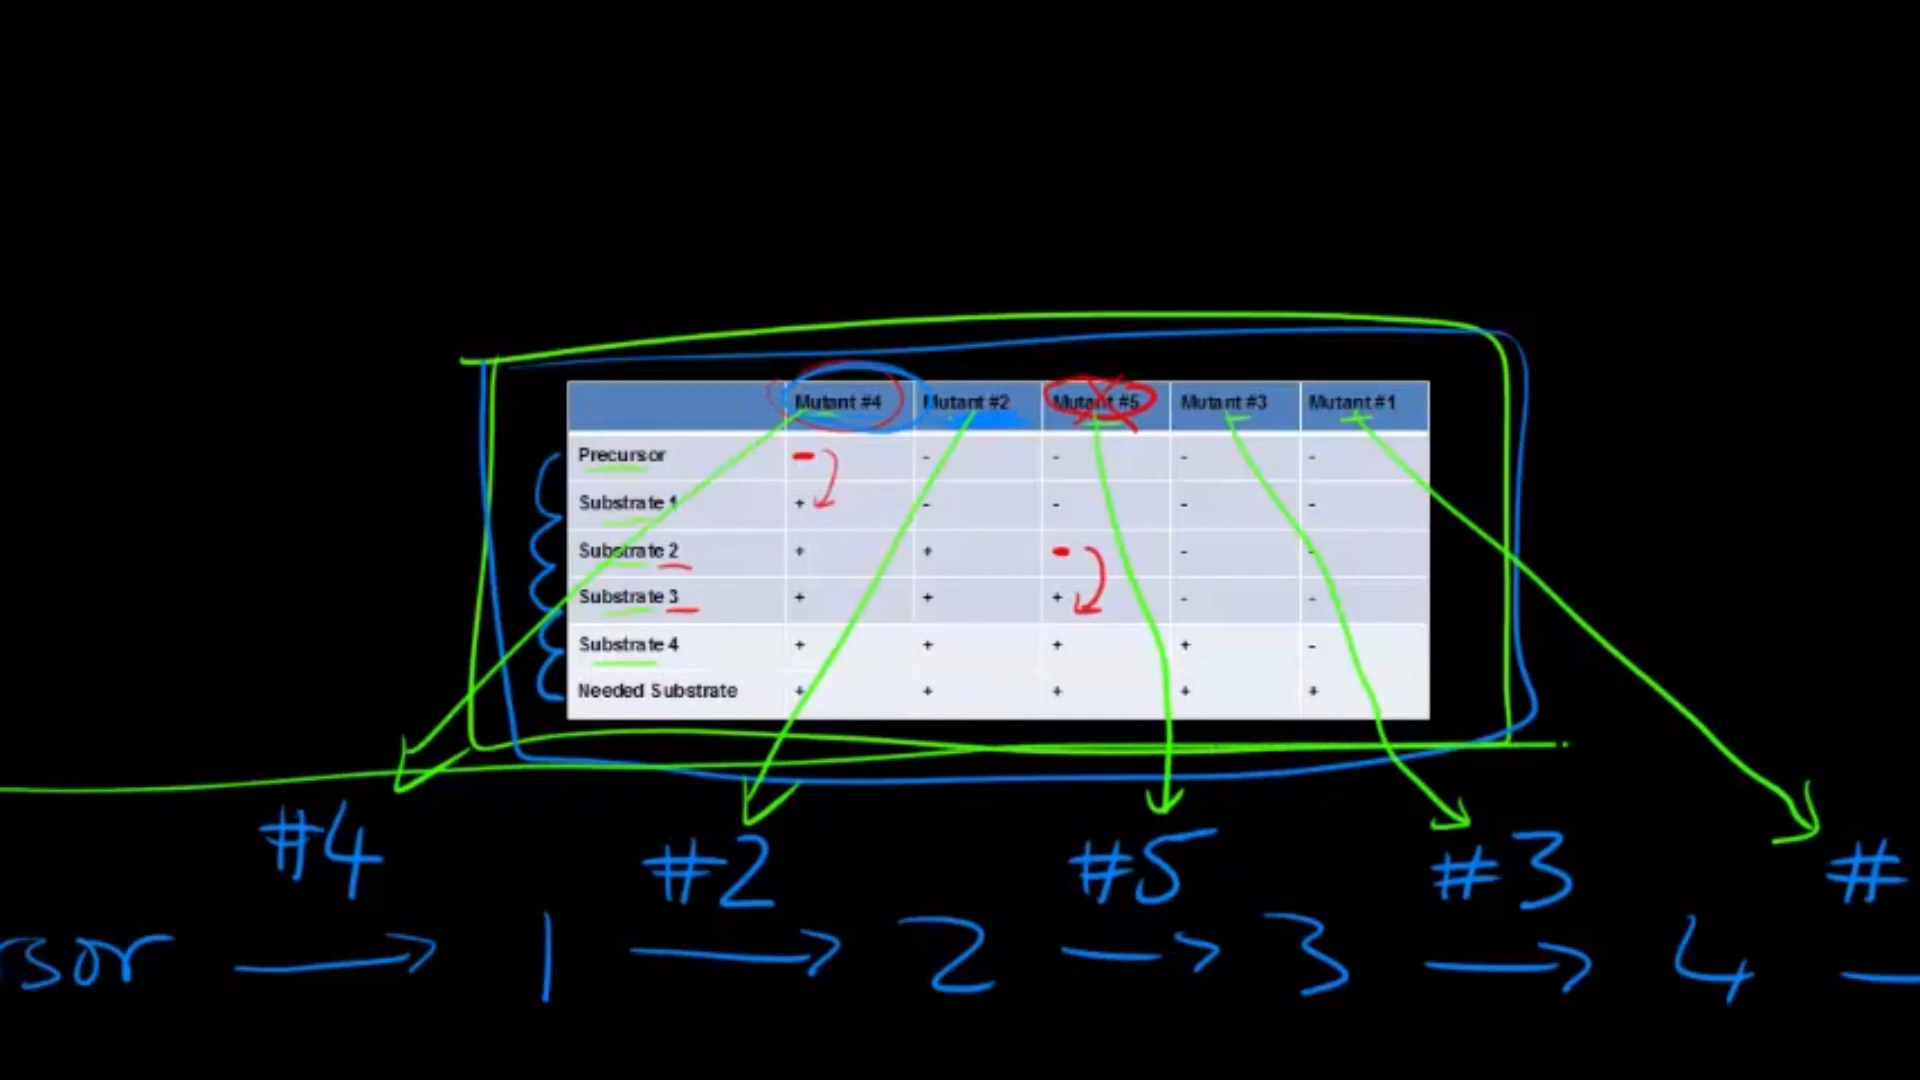 Mutant #4 Mutant #2 Mutant #5 Mutant #3 Mutant #1
Precursor - - - - -
Substrate 1 + - - - -
Substrate 2 + + - - -
Substrate 3 + + + - -
Substrate 4 + + + + -
Needed Substrate + + + + +
#4 #2 #5 #3 #
rsor → 1 → 2 → 3 → 4